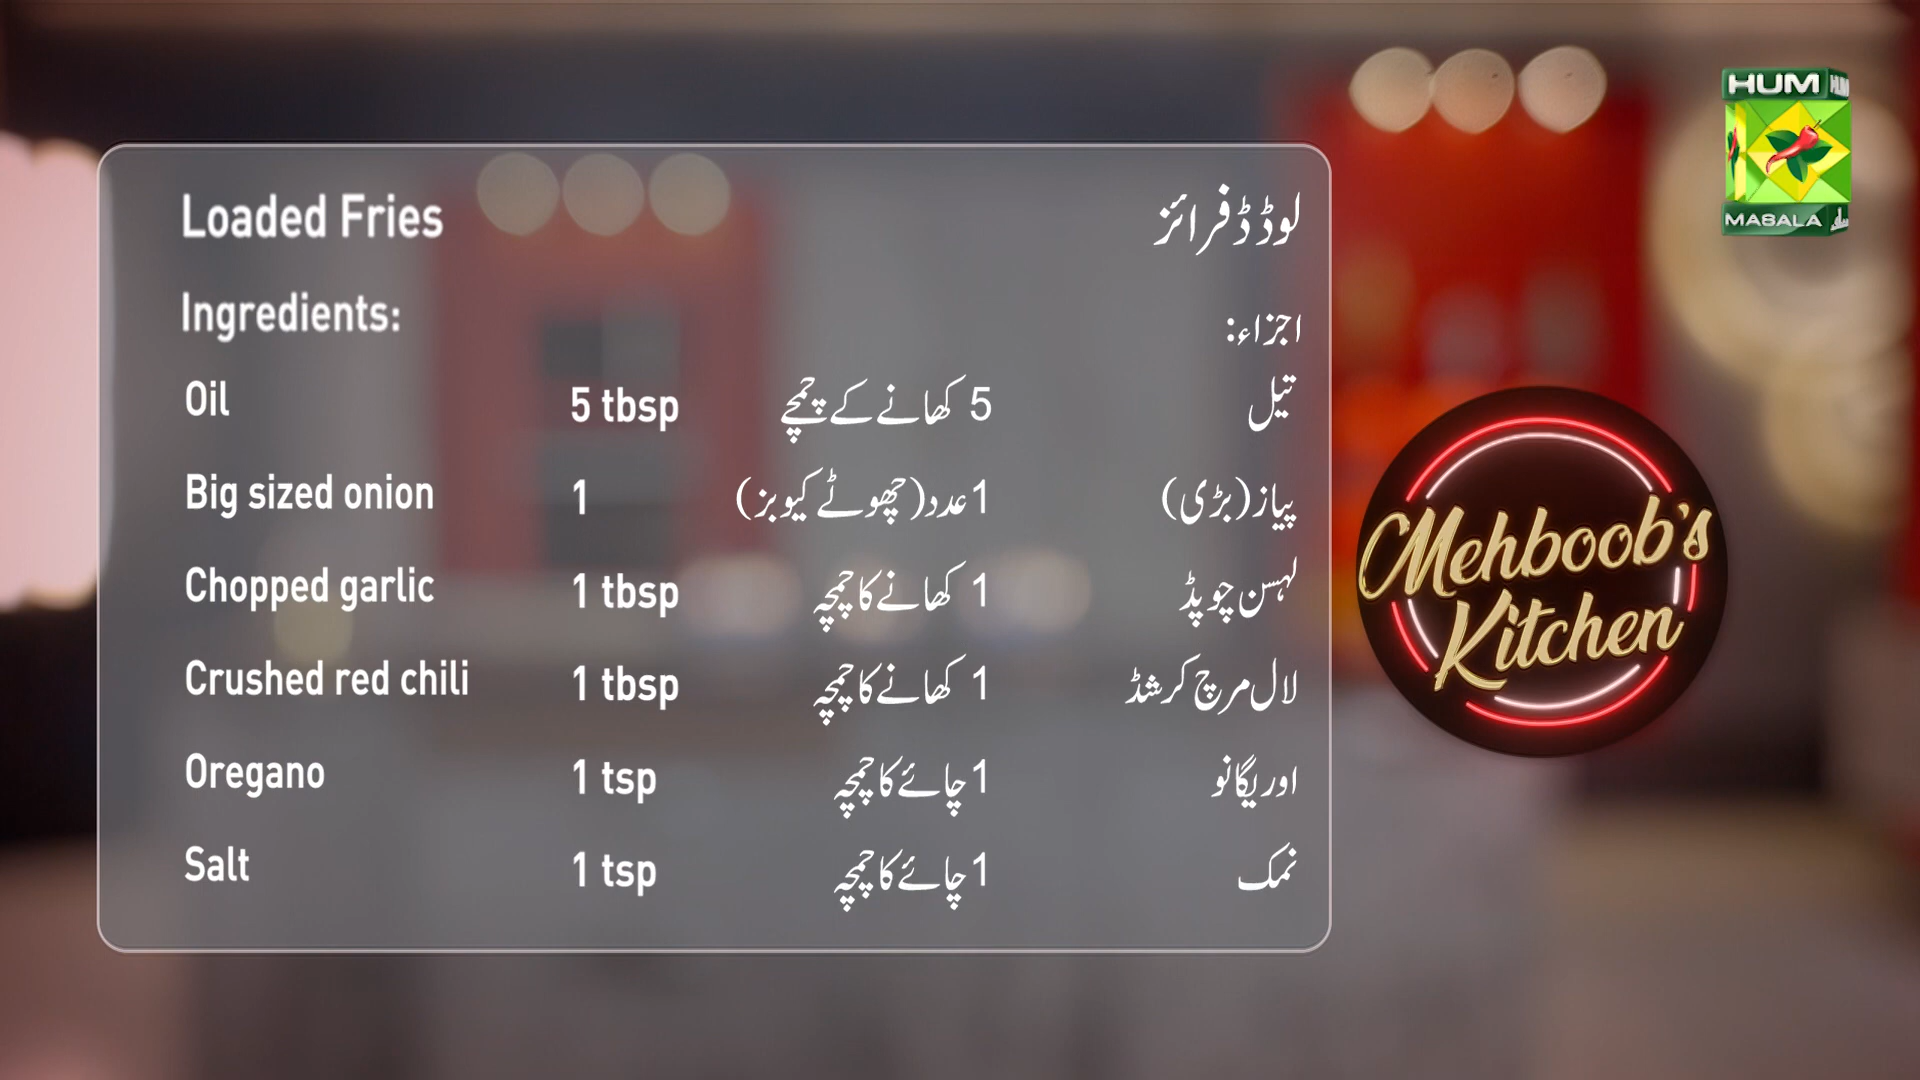 HUM
MASALA
Loaded Fries لوڈڈ فرائز
Ingredients: اجزاء:
Oil 5 tbsp 5 کھانے کے چمچے تیل
Big sized onion 1 1 عدد (چھوٹے کیوبز) پیاز (بڑی)
Chopped garlic 1 tbsp 1 کھانے کا چمچہ لہسن چوپڈ
Crushed red chili 1 tbsp 1 کھانے کا چمچہ لال مرچ کرشڈ
Oregano 1 tsp 1 چائے کا چمچہ اوریگانو
Salt 1 tsp 1 چائے کا چمچہ نمک
Mehboob's
Kitchen